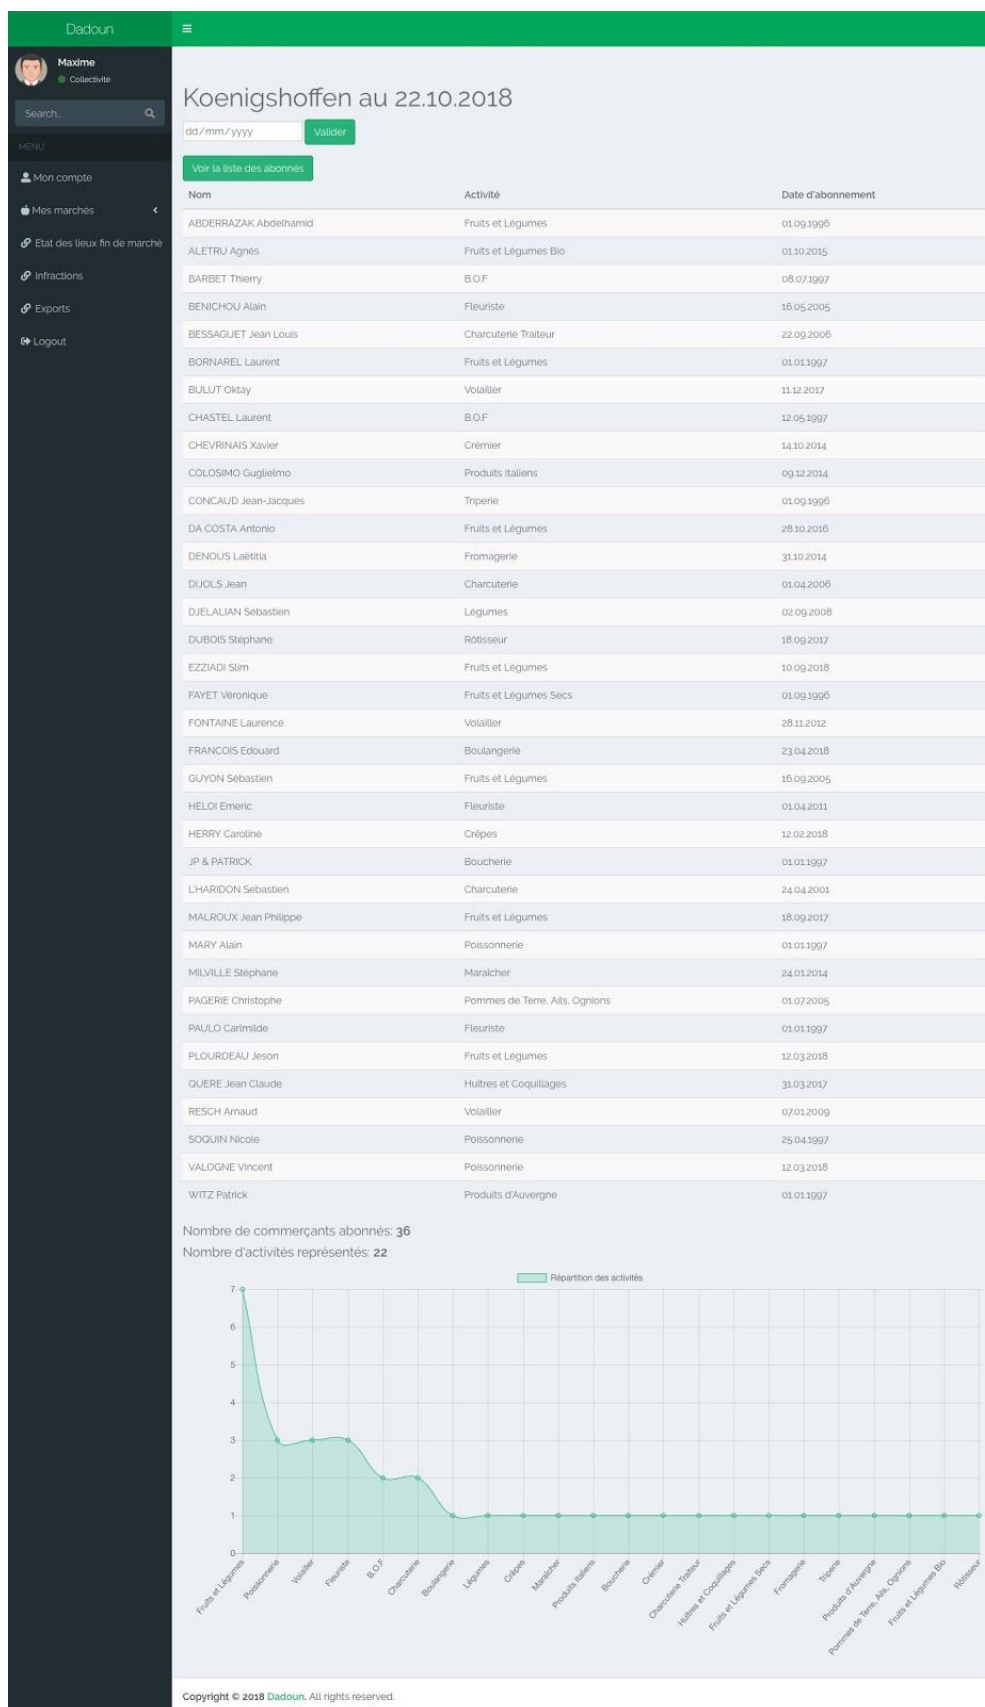 Dadoun
Maxime
Collectivité
Search...
MENU
Mon compte
Mes marchés
Etat des lieux fin de marché
Infractions
Exports
Logout
Koenigshoffen au 22.10.2018
dd/mm/yyyy Valider
Voir la liste des abonnés
Nom Activité Date d'abonnement
ABDERRAZAK Abdelhamid Fruits et Légumes 01.09.1996
ALETRU Agnès Fruits et Légumes Bio 01.10.2015
BARBET Thierry B.O.F 08.07.1997
BENICHOU Alain Fleuriste 16.05.2005
BESSAGUET Jean Louis Charcuterie Traiteur 22.09.2006
BORNAREL Laurent Fruits et Légumes 01.01.1997
BULUT Oktay Volailler 11.12.2017
CHASTEL Laurent B.O.F 12.05.1997
CHEVRINAIS Xavier Crémier 14.10.2014
COLOSIMO Guglielmo Produits Italiens 09.12.2014
CONCAUD Jean-Jacques Triperie 01.09.1996
DA COSTA Antonio Fruits et Légumes 28.10.2016
DENOUS Laëtitia Fromagerie 31.10.2014
DIJOLS Jean Charcuterie 01.04.2006
DJELALIAN Sébastien Légumes 02.09.2008
DUBOIS Stéphane Rôtisseur 18.09.2017
EZZIADI Slim Fruits et Légumes 10.09.2018
FAYET Véronique Fruits et Légumes Secs 01.09.1996
FONTAINE Laurence Volailler 28.11.2012
FRANCOIS Edouard Boulangerie 23.04.2018
GUYON Sébastien Fruits et Légumes 16.09.2005
HELOI Emeric Fleuriste 01.04.2011
HERRY Caroline Crêpes 12.02.2018
JP & PATRICK Boucherie 01.01.1997
L'HARIDON Sebastien Charcuterie 24.04.2001
MALROUX Jean Philippe Fruits et Légumes 18.09.2017
MARY Alain Poissonnerie 01.01.1997
MILVILLE Stéphane Maraîcher 24.01.2014
PAGERIE Christophe Pommes de Terre, Ails, Ognions 01.07.2005
PAULO Carlmilde Fleuriste 01.01.1997
PLOURDEAU Jeson Fruits et Légumes 12.03.2018
QUERE Jean Claude Huîtres et Coquillages 31.03.2017
RESCH Arnaud Volailler 07.01.2009
SOQUIN Nicole Poissonnerie 25.04.1997
VALOGNE Vincent Poissonnerie 12.03.2018
WITZ Patrick Produits d'Auvergne 01.01.1997
Nombre de commerçants abonnés: 36
Nombre d'activités représentés: 22
Répartition des activités
7
6
5
4
3
2
1
0
Fruits et Légumes
Poissonnerie
Volailler
Fleuriste
B.O.F
Charcuterie
Boulangerie
Légumes
Crêpes
Maraîcher
Produits Italiens
Boucherie
Crémier
Charcuterie Traiteur
Huîtres et Coquillages
Fruits et Légumes Secs
Fromagerie
Triperie
Produits d'Auvergne
Pommes de Terre, Ails, Ognions
Fruits et Légumes Bio
Rôtisseur
Copyright © 2018 Dadoun. All rights reserved.